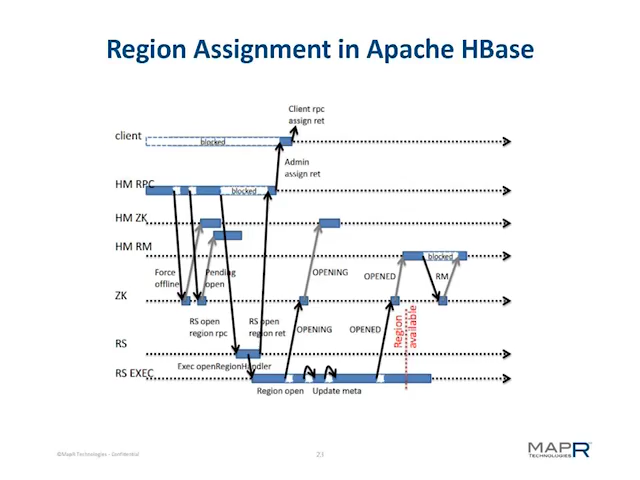 Region Assignment in Apache HBase
Client rpc
assign ret
client
blocked
Admin
assign ret
HM RPC
blocked
HM ZK
HM RM
blocked
Force
offline
Pending
open
OPENING
OPENED
RM
ZK
RS open
region rpc
RS open
region ret
OPENING
OPENED
Region
available
RS
Exec openRegionHandler
RS EXEC
Region open
Update meta
©MapR Technologies - Confidential
23
MAPR
TECHNOLOGIES